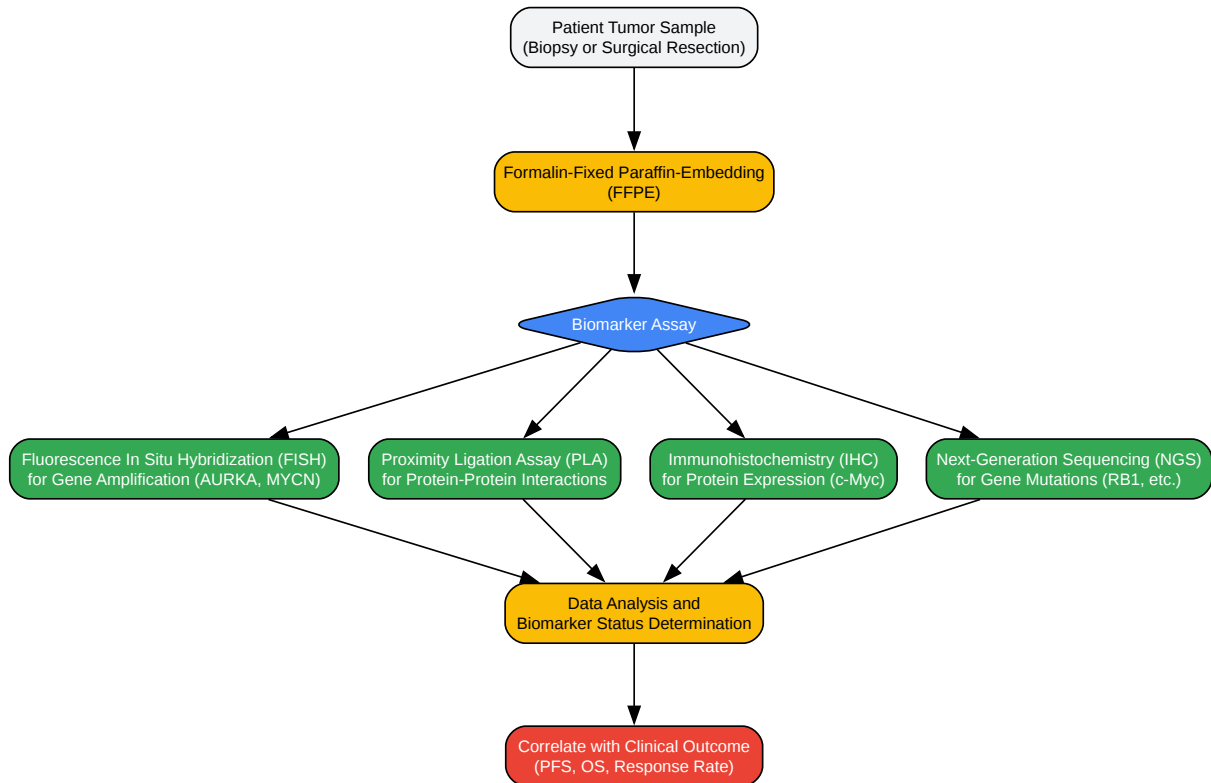 Patient Tumor Sample
(Biopsy or Surgical Resection)
Formalin-Fixed Paraffin-Embedding
(FFPE)
Biomarker Assay
Fluorescence In Situ Hybridization (FISH)
for Gene Amplification (AURKA, MYCN)
Proximity Ligation Assay (PLA)
for Protein-Protein Interactions
Immunohistochemistry (IHC)
for Protein Expression (c-Myc)
Next-Generation Sequencing (NGS)
for Gene Mutations (RB1, etc.)
Data Analysis and
Biomarker Status Determination
Correlate with Clinical Outcome
(PFS, OS, Response Rate)